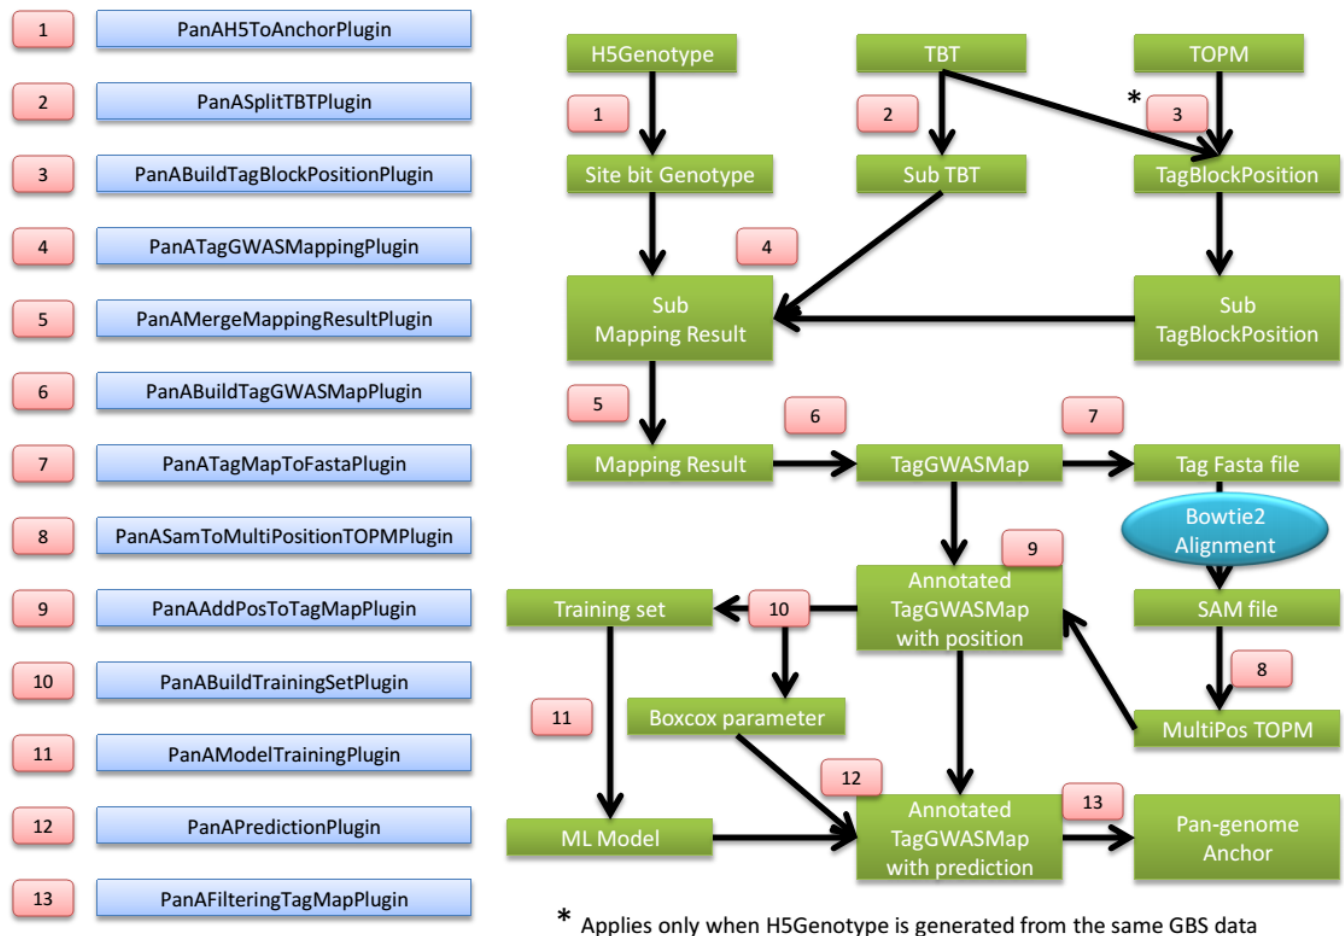 1 PanAH5ToAnchorPlugin
2 PanASplitTBTPlugin
3 PanABuildTagBlockPositionPlugin
4 PanATagGWASMappingPlugin
5 PanAMergeMappingResultPlugin
6 PanABuildTagGWASMapPlugin
7 PanATagMapToFastaPlugin
8 PanASamToMultiPositionTOPMPlugin
9 PanAAddPosToTagMapPlugin
10 PanABuildTrainingSetPlugin
11 PanAModelTrainingPlugin
12 PanAPredictionPlugin
13 PanAFilteringTagMapPlugin
H5Genotype
TBT
TOPM
1
2
* 3
Site bit Genotype
Sub TBT
TagBlockPosition
4
Sub
Mapping Result
Sub
TagBlockPosition
5
6
7
Mapping Result
TagGWASMap
Tag Fasta file
Bowtie2
Alignment
9
Annotated
TagGWASMap
with position
10
Training set
SAM file
8
11
Boxcox parameter
MultiPos TOPM
12
13
ML Model
Annotated
TagGWASMap
with prediction
Pan-genome
Anchor
* Applies only when H5Genotype is generated from the same GBS data